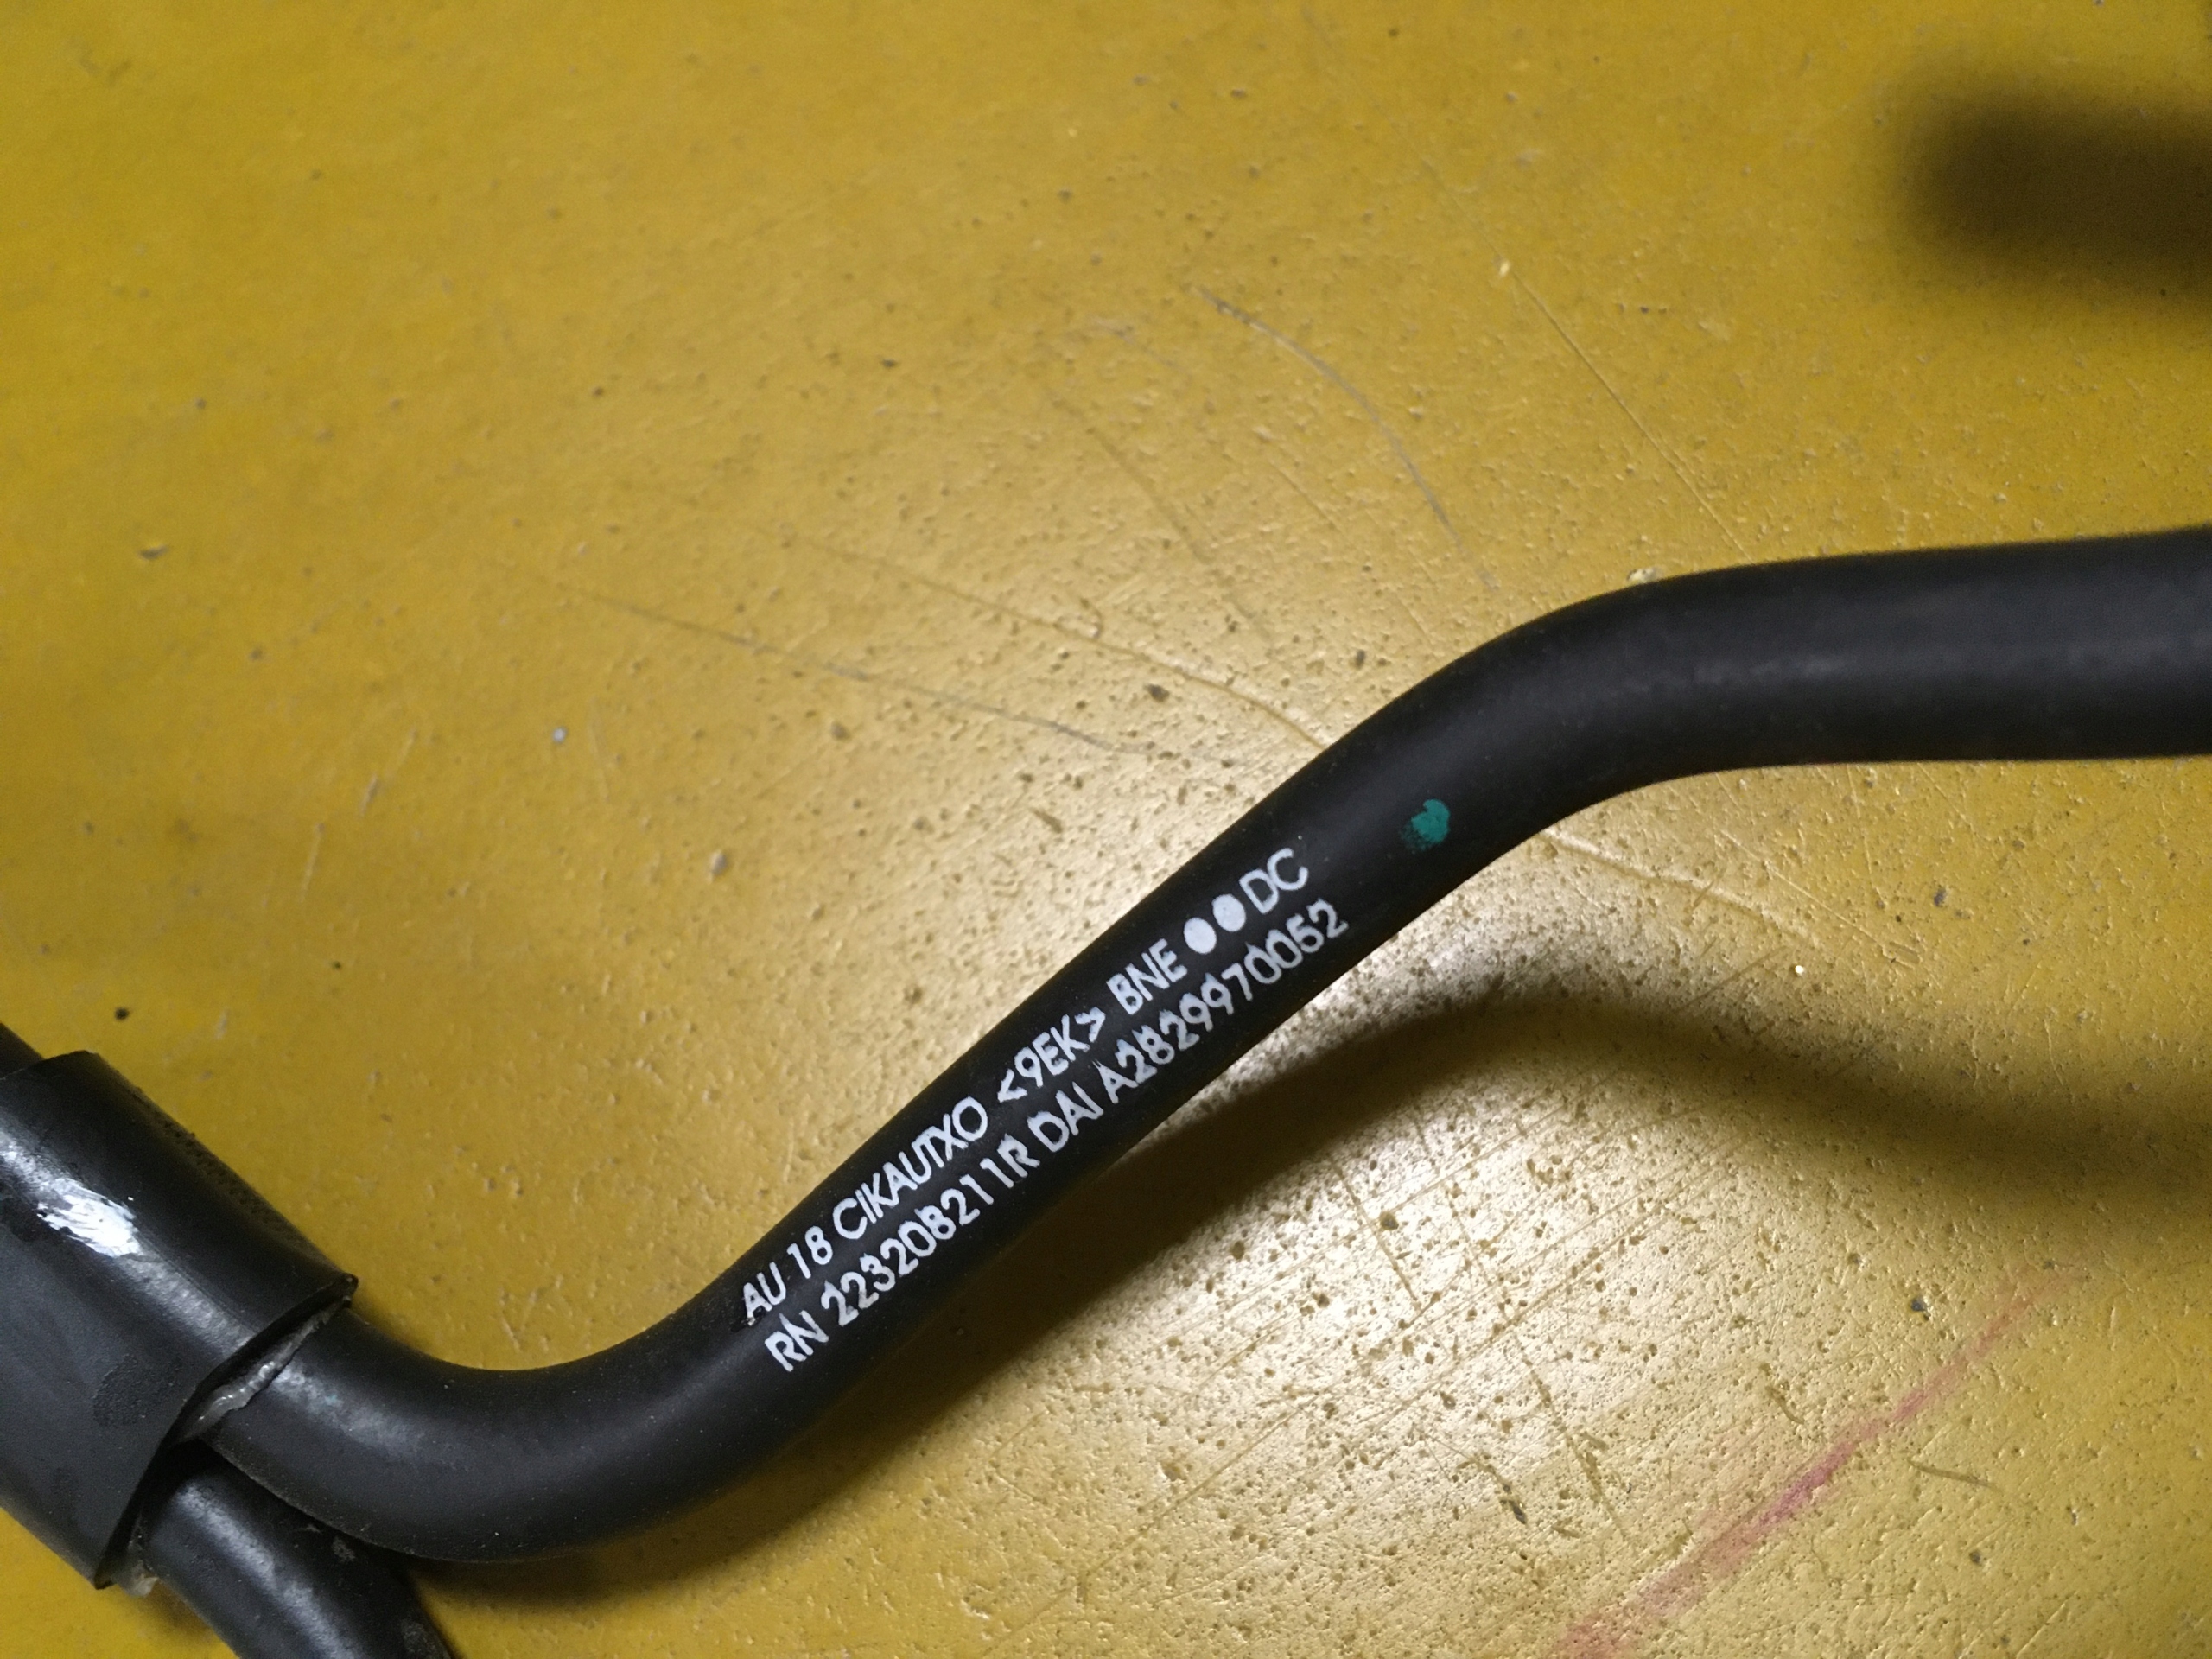 AU 18 CIKAUTXO <9EK> BNE ●●DC
RN 223208211R DAI A2829970052